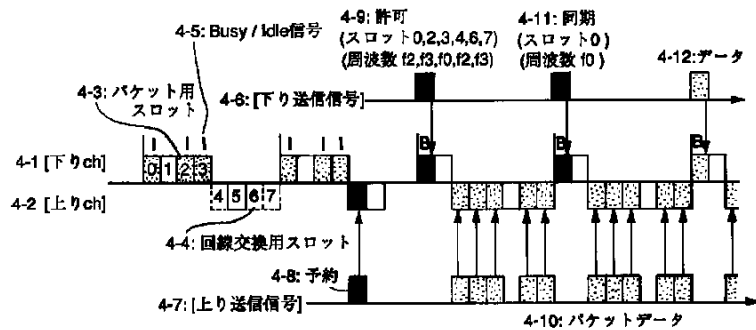 4-9: 許可
(スロット0,2,3,4,6,7)
(周波数 f2,f3,f0,f2,f3)
4-11: 同期
(スロット0)
(周波数 f0)
4-5: Busy / Idle信号
4-12: データ
4-3: パケット用
スロット
4-6: [下り送信信号]
I I I I I I
B B B
4-1 [下りch]
0 1 2 3
4-2 [上りch]
4 5 6 7
4-4: 回線交換用スロット
4-8: 予約
4-7: [上り送信信号]
4-10: パケットデータ